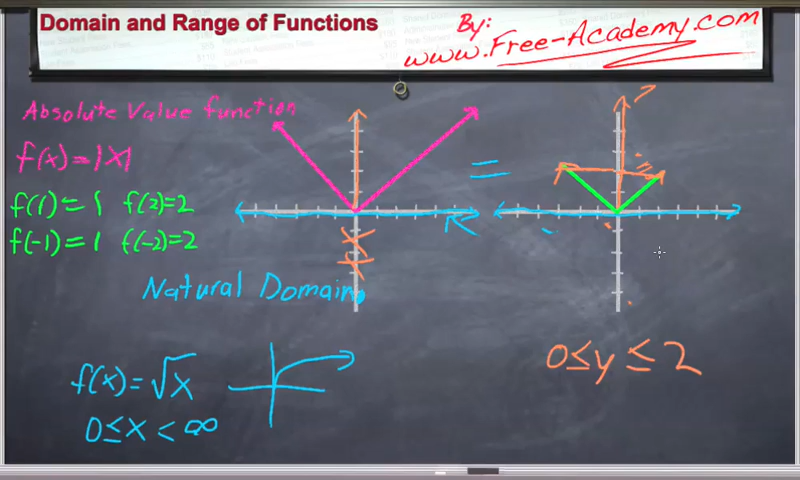 Domain and Range of Functions
By:
www.Free-Academy.com
Absolute Value function
f(x)=|x|
f(1)=1 f(2)=2
f(-1)=1 f(-2)=2
=
Natural Domain
f(x)=√x
0≤x<∞
0≤y≤2